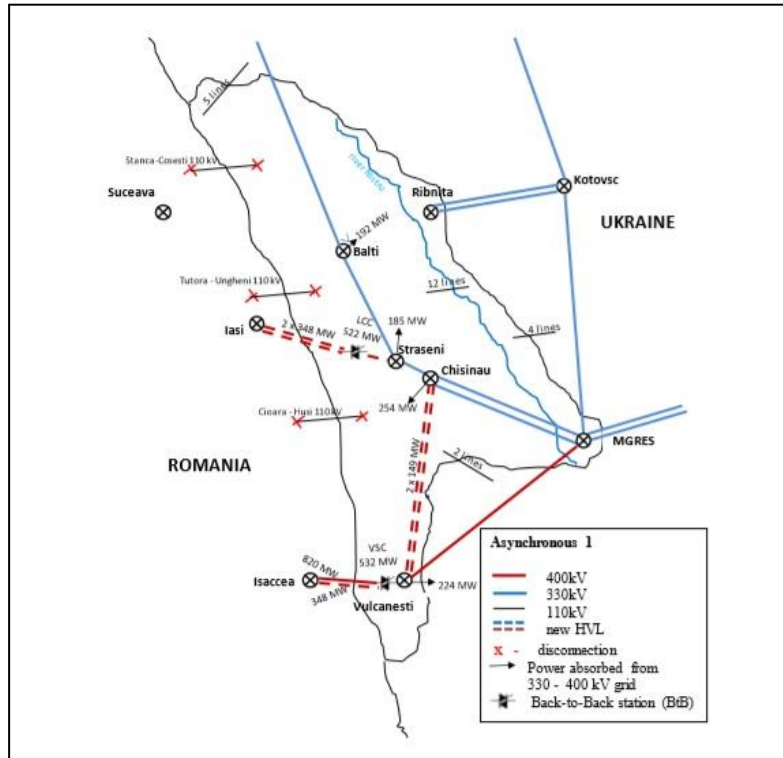 5 lines
Stanca -Cosesti 110 kV
Suceava
river Nistru
Ribnita
Kotovsc
UKRAINE
192 MW
Balti
12 lines
Tutora - Ungheni 110 kV
4 lines
Iasi
2 x 348 MW
LCC
522 MW
185 MW
Straseni
Chisinau
254 MW
Cioara - Husi 110kV
MGRES
ROMANIA
2 x 149 MW
2 lines
VSC
532 MW
820 MW
Isaccea
348 MW
Vulcanesti
224 MW
Asynchronous 1
400kV
330kV
110kV
new HVL
x - disconnection
Power absorbed from
330 - 400 kV grid
Back-to-Back station (BtB)